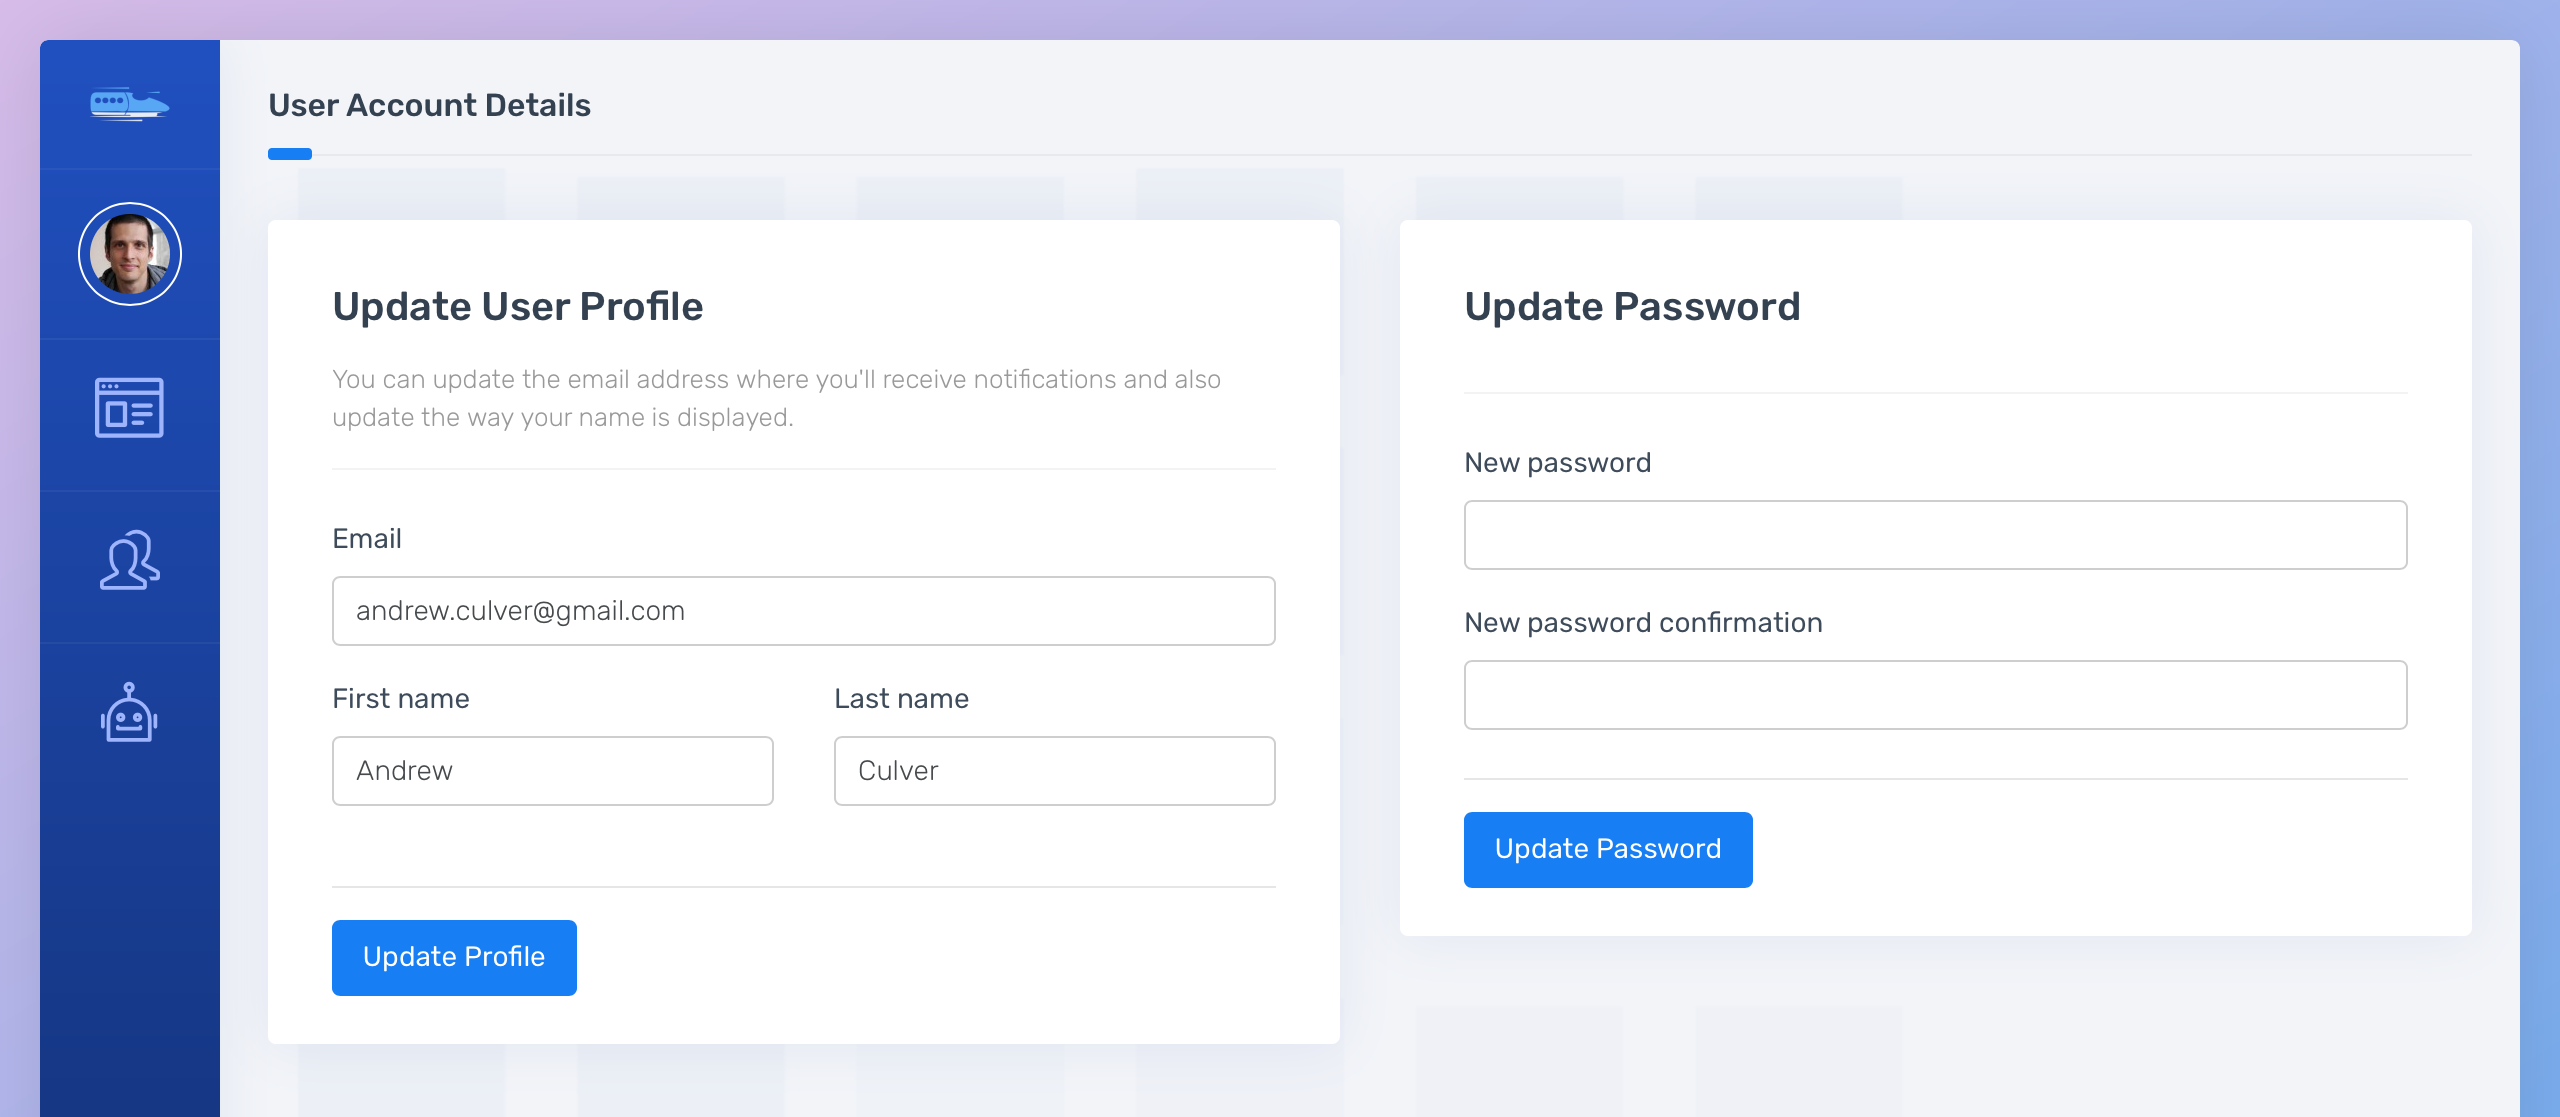 User Account Details
Update User Profile
You can update the email address where you'll receive notifications and also
update the way your name is displayed.
Email
andrew.culver@gmail.com
First name
Last name
Andrew
Culver
Update Profile
Update Password
New password
New password confirmation
Update Password